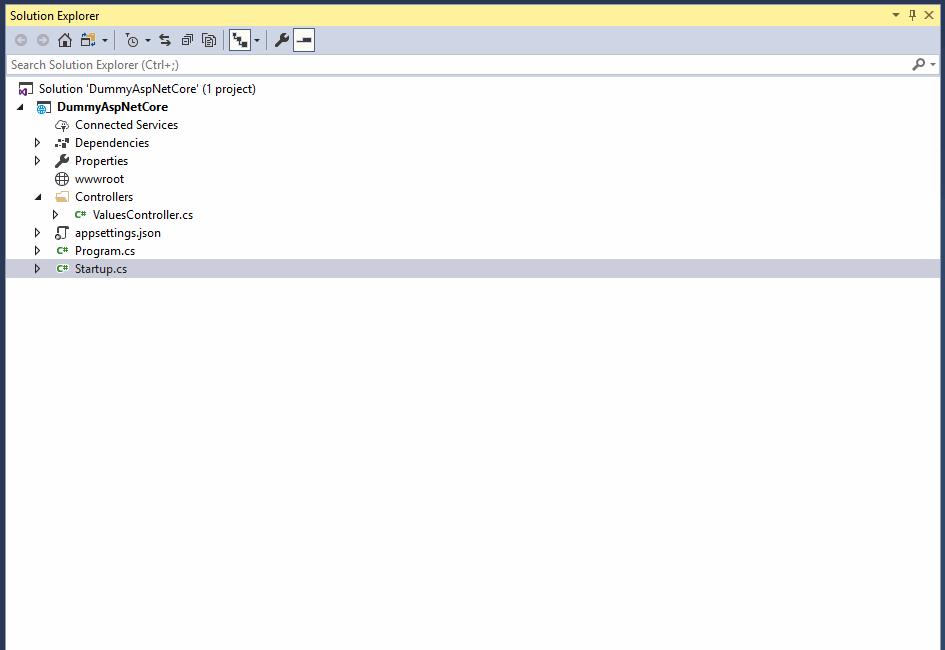 Solution Explorer
Search Solution Explorer (Ctrl+;)
Solution 'DummyAspNetCore' (1 project)
DummyAspNetCore
Connected Services
Dependencies
Properties
wwwroot
Controllers
C# ValuesController.cs
appsettings.json
C# Program.cs
C# Startup.cs